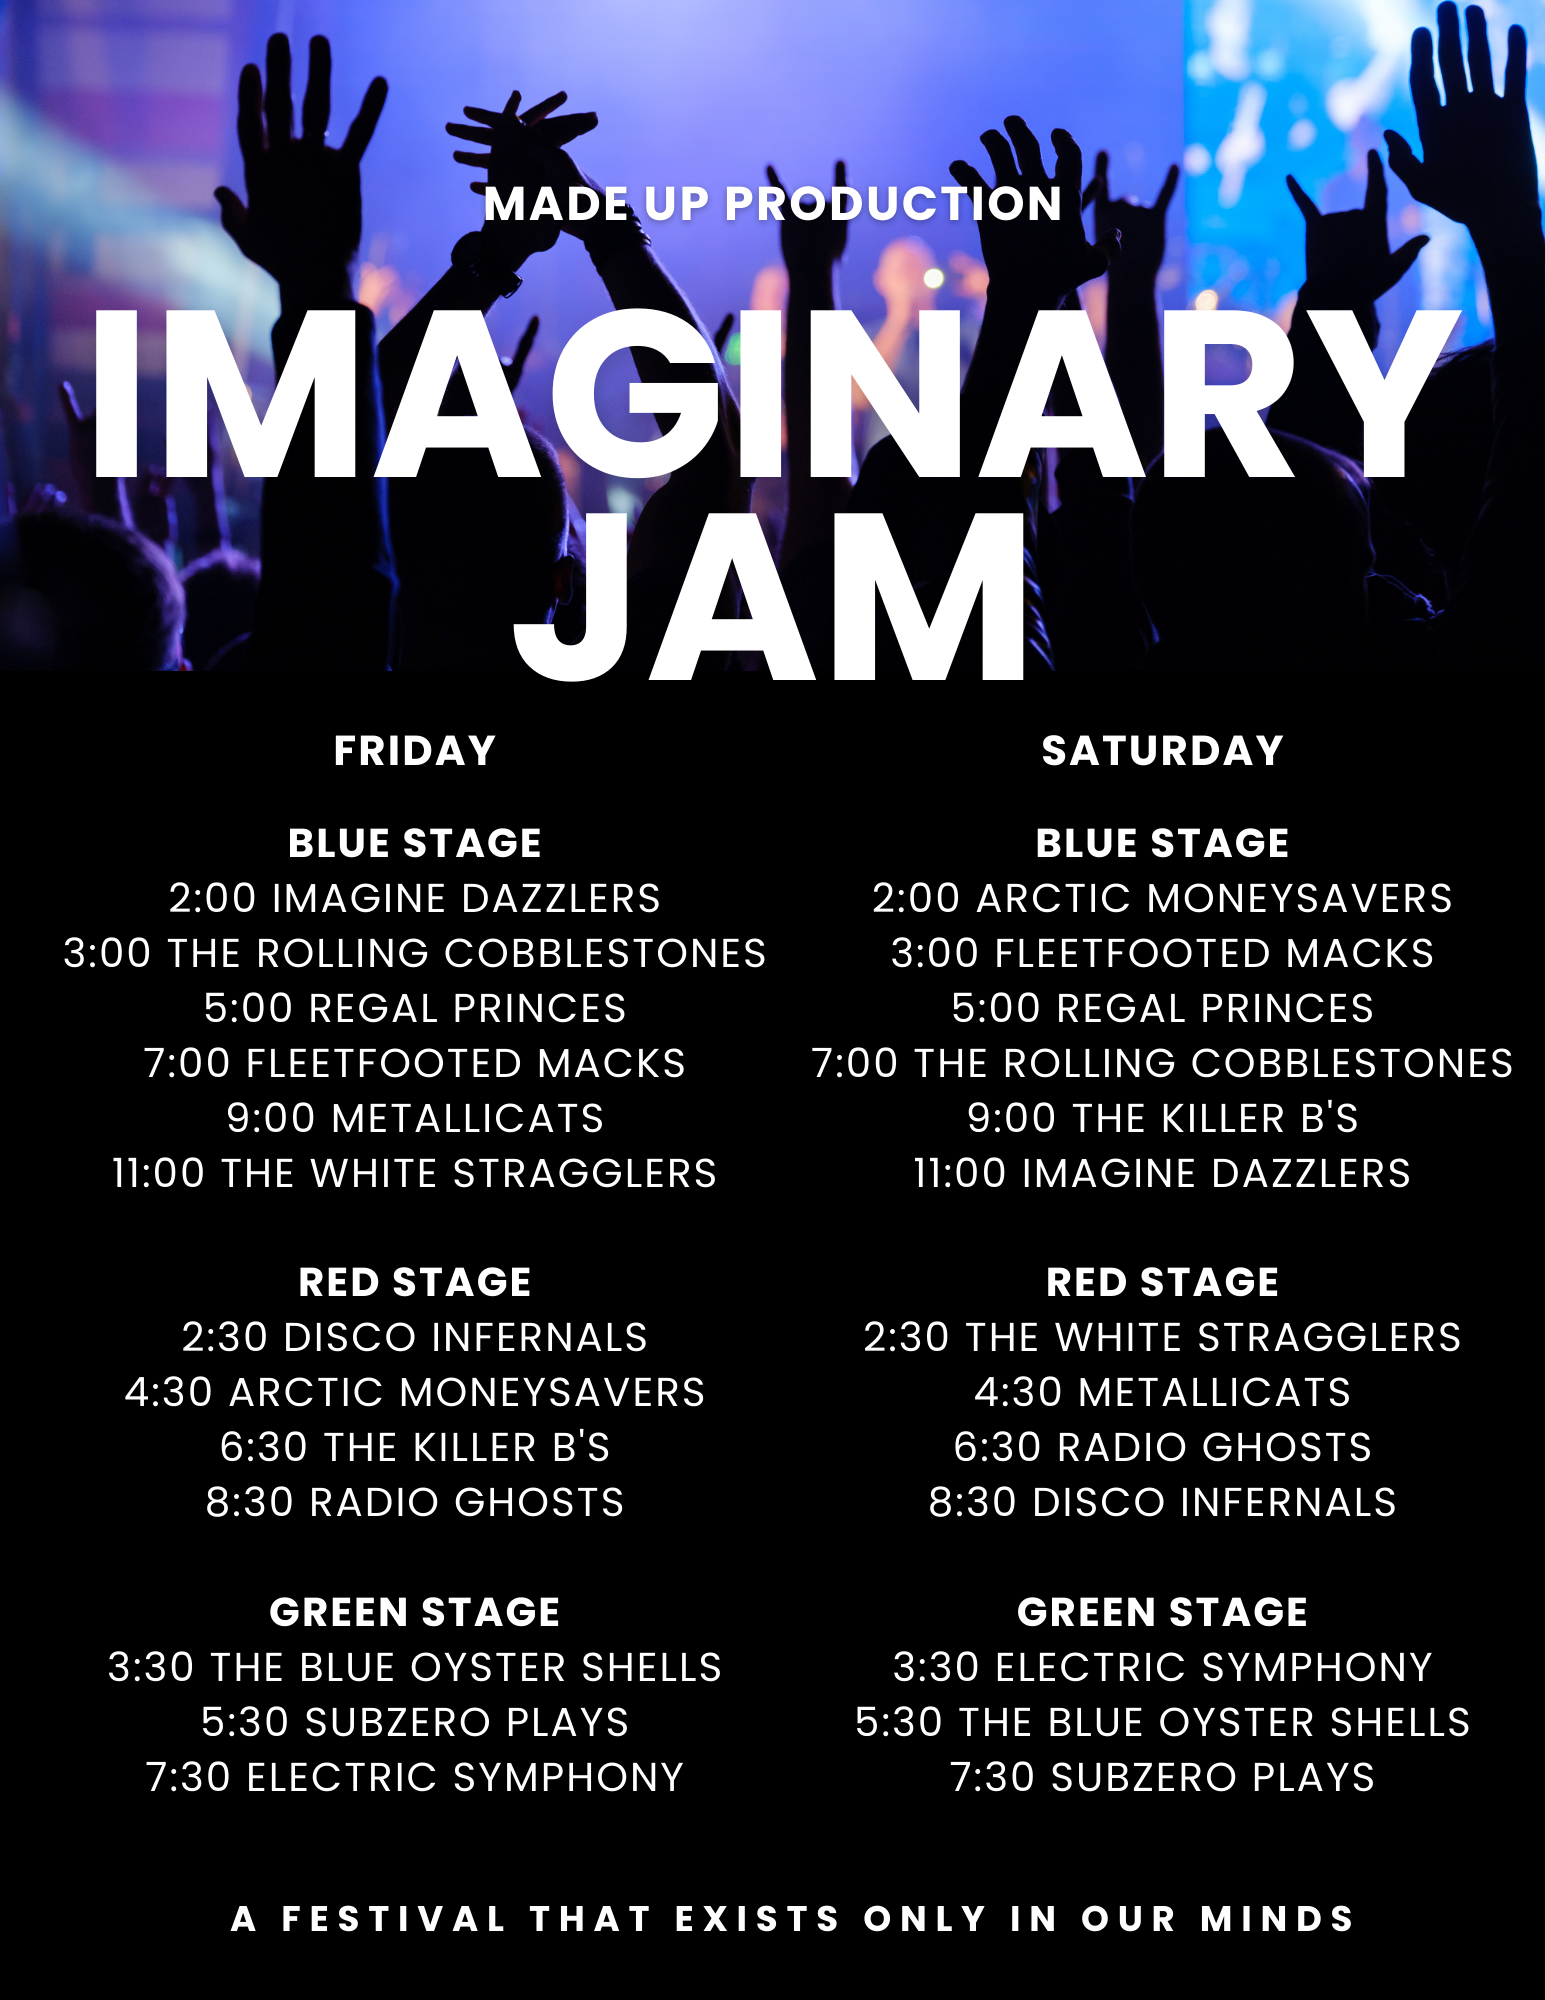 MADE UP PRODUCTION
IMAGINARY
JAM
FRIDAY
BLUE STAGE
2:00 IMAGINE DAZZLERS
3:00 THE ROLLING COBBLESTONES
5:00 REGAL PRINCES
7:00 FLEETFOOTED MACKS
9:00 METALLICATS
11:00 THE WHITE STRAGGLERS
RED STAGE
2:30 DISCO INFERNALS
4:30 ARCTIC MONEYSAVERS
6:30 THE KILLER B'S
8:30 RADIO GHOSTS
GREEN STAGE
3:30 THE BLUE OYSTER SHELLS
5:30 SUBZERO PLAYS
7:30 ELECTRIC SYMPHONY
SATURDAY
BLUE STAGE
2:00 ARCTIC MONEYSAVERS
3:00 FLEETFOOTED MACKS
5:00 REGAL PRINCES
7:00 THE ROLLING COBBLESTONES
9:00 THE KILLER B'S
11:00 IMAGINE DAZZLERS
RED STAGE
2:30 THE WHITE STRAGGLERS
4:30 METALLICATS
6:30 RADIO GHOSTS
8:30 DISCO INFERNALS
GREEN STAGE
3:30 ELECTRIC SYMPHONY
5:30 THE BLUE OYSTER SHELLS
7:30 SUBZERO PLAYS
A FESTIVAL THAT EXISTS ONLY IN OUR MINDS